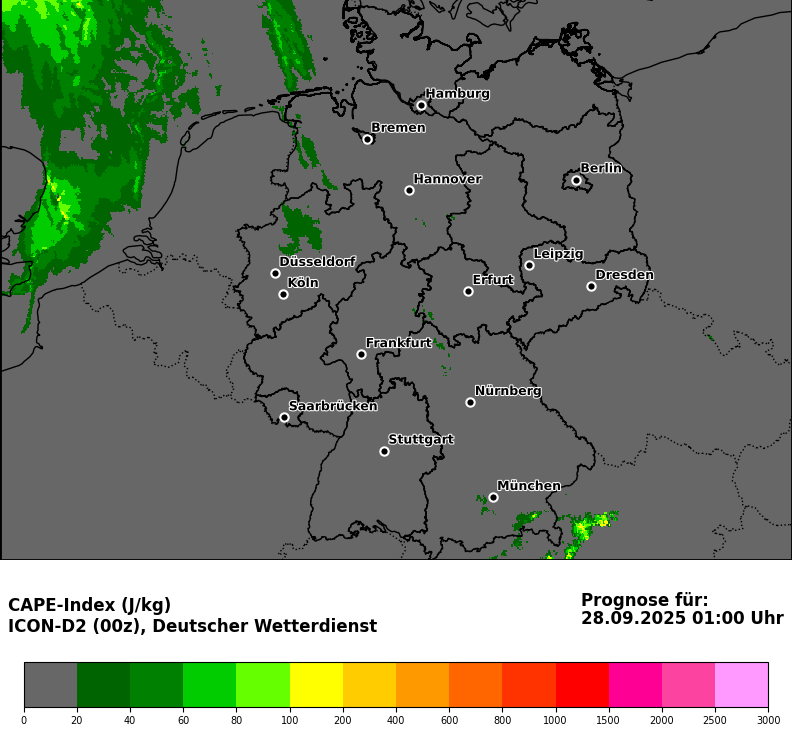 Hamburg
Bremen
Berlin
Hannover
Leipzig
Düsseldorf
Dresden
Erfurt
Köln
Frankfurt
Nürnberg
Saarbrücken
Stuttgart
München
CAPE-Index (J/kg)
ICON-D2 (00z), Deutscher Wetterdienst
Prognose für:
28.09.2025 01:00 Uhr
0 20 40 60 80 100 200 400 600 800 1000 1500 2000 2500 3000